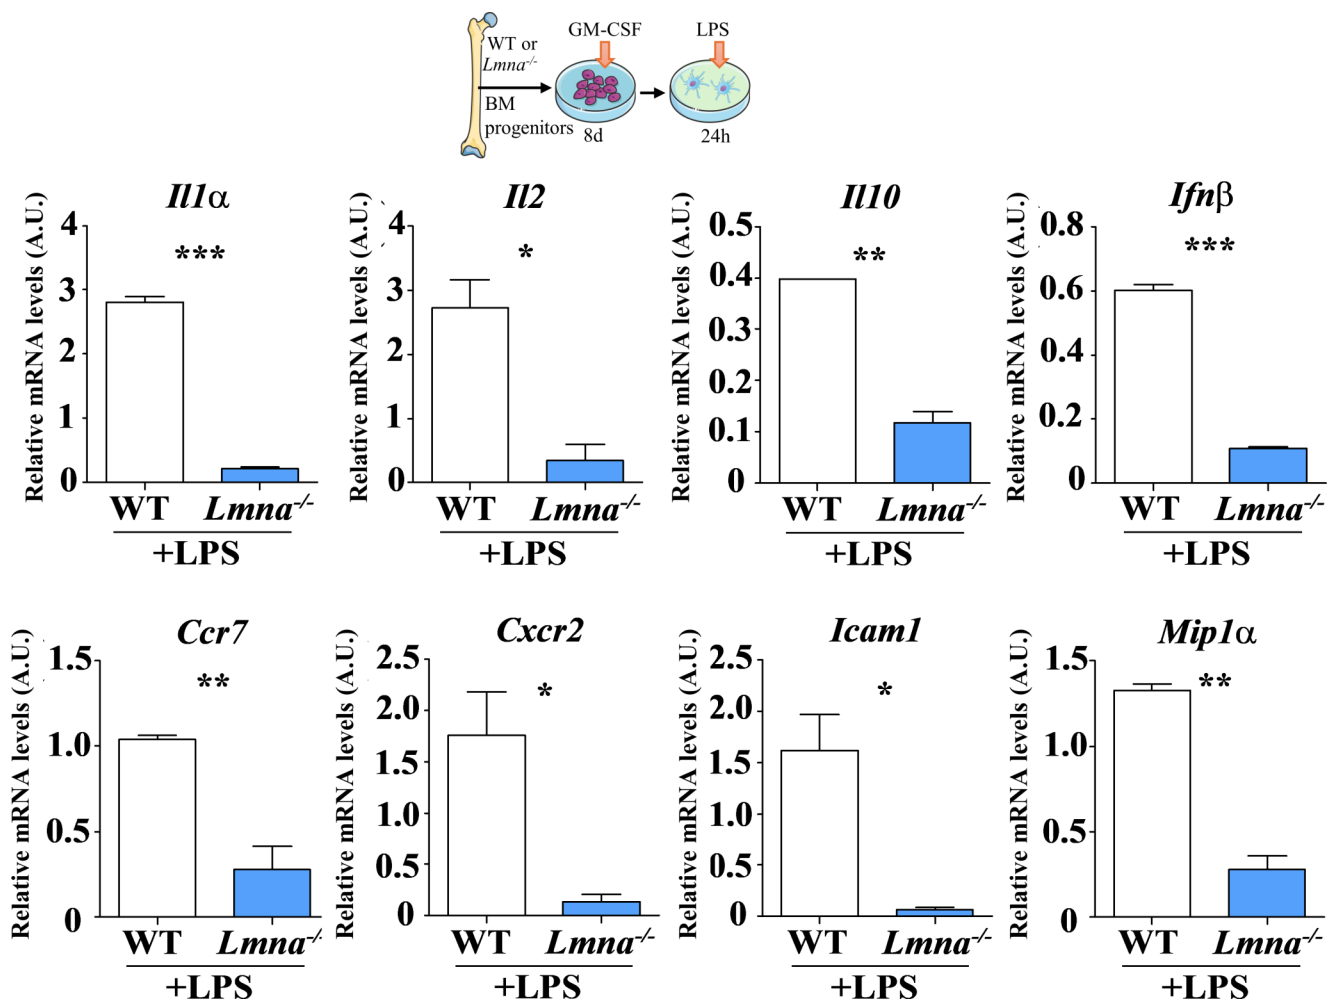 WT or
Lmna-/-
BM
progenitors
GM-CSF
8d
LPS
24h
Il1α
Relative mRNA levels (A.U.)
4
3
2
1
0
***
WT Lmna-/-
+LPS
Il2
Relative mRNA levels (A.U.)
4
3
2
1
0
*
WT Lmna-/-
+LPS
Il10
Relative mRNA levels (A.U.)
0.5
0.4
0.3
0.2
0.1
0
**
WT Lmna-/-
+LPS
Ifnβ
Relative mRNA levels (A.U.)
0.8
0.6
0.4
0.2
0
***
WT Lmna-/-
+LPS
Ccr7
Relative mRNA levels (A.U.)
1.5
1.0
0.5
0
**
WT Lmna-/-
+LPS
Cxcr2
Relative mRNA levels (A.U.)
2.5
2.0
1.5
1.0
0.5
0
*
WT Lmna-/-
+LPS
Icam1
Relative mRNA levels (A.U.)
2.5
2.0
1.5
1.0
0.5
0
*
WT Lmna-/-
+LPS
Mip1α
Relative mRNA levels (A.U.)
1.5
1.0
0.5
0
**
WT Lmna-/-
+LPS